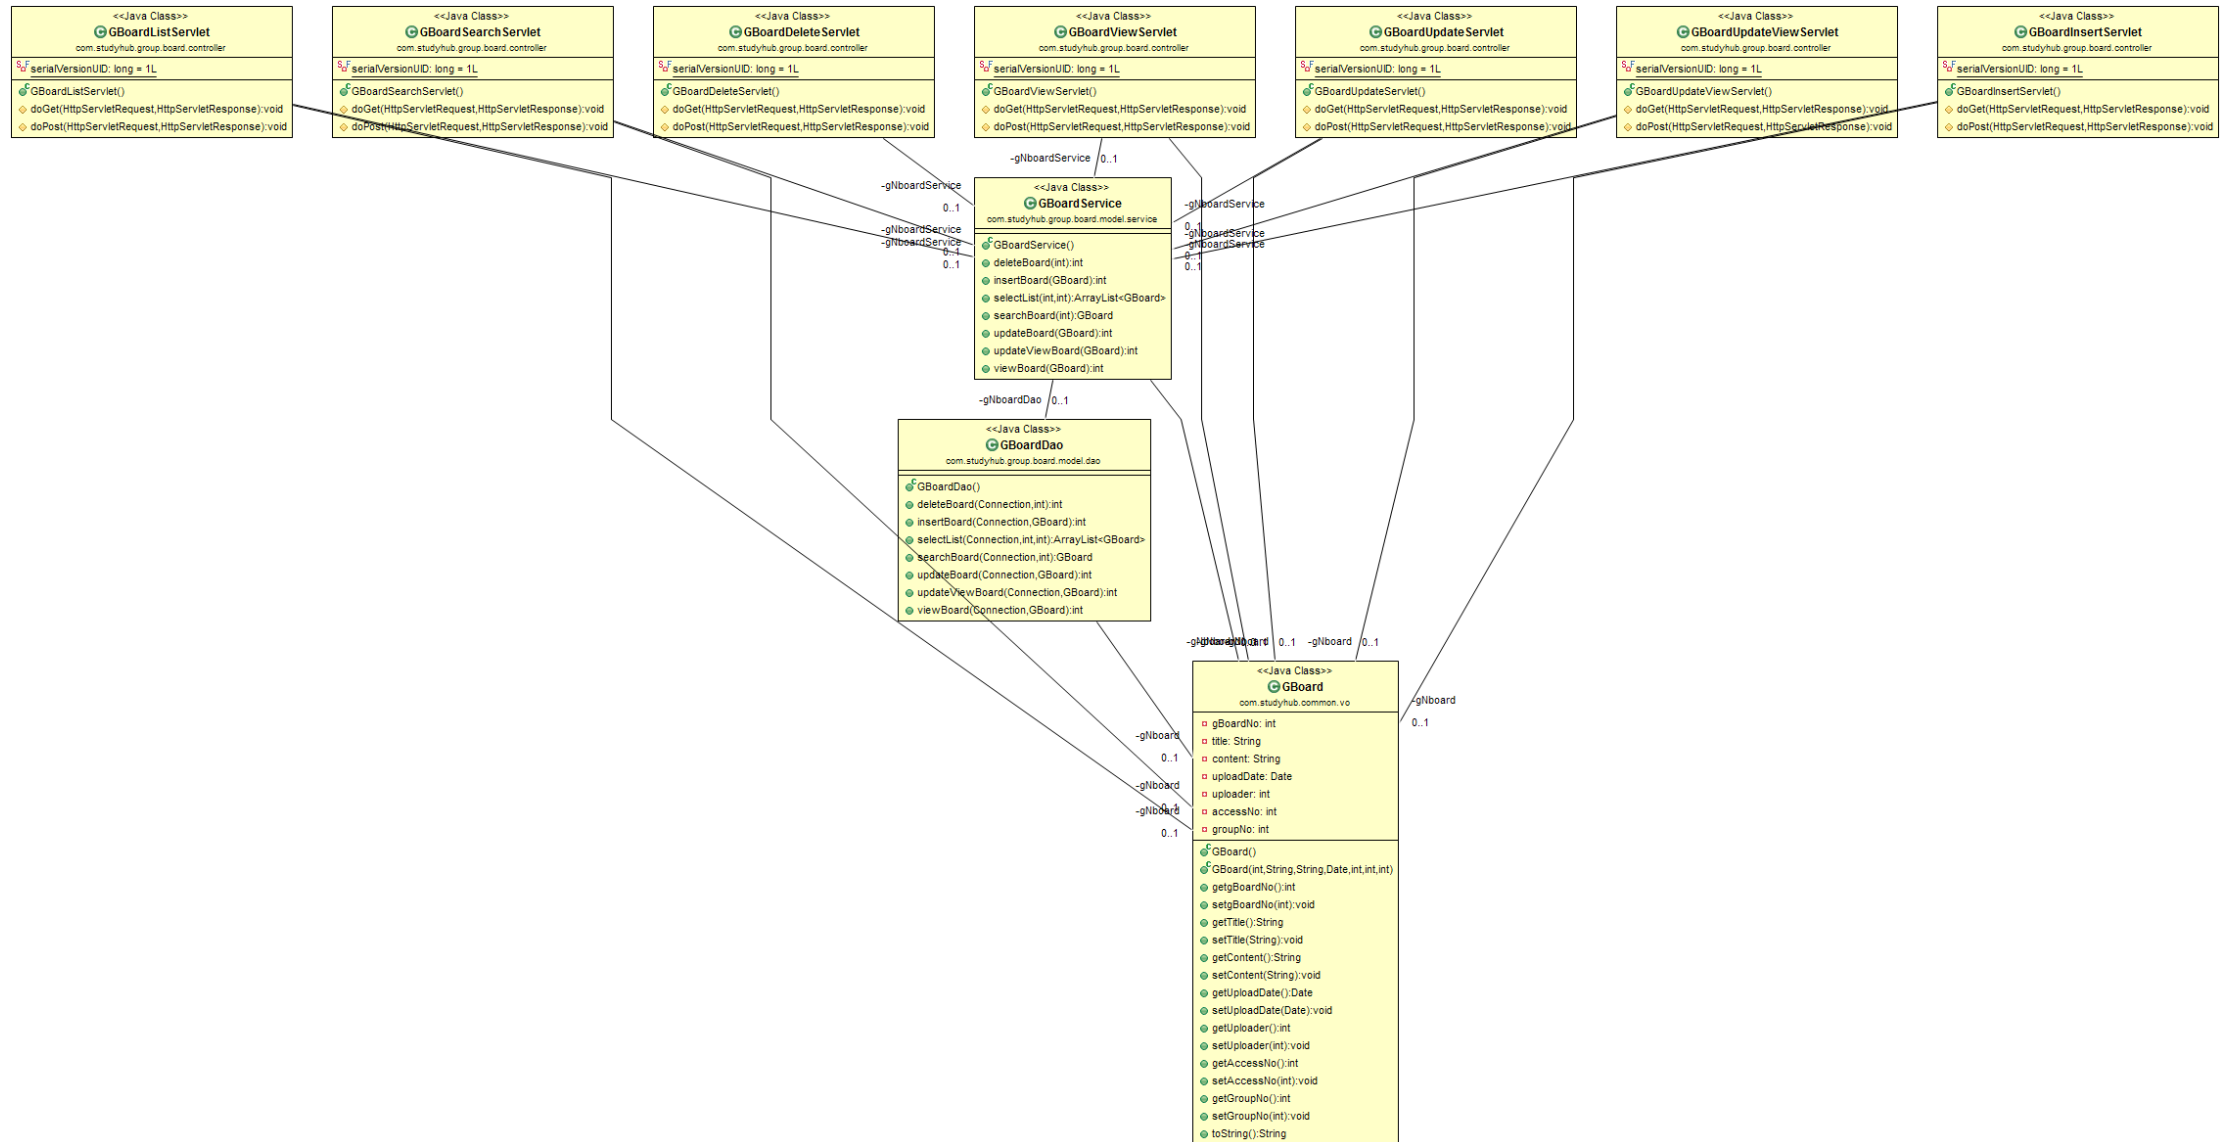 <<Java Class>>
GBoardListServlet
com.studyhub.group.board.controller
serialVersionUID: long = 1L
GBoardListServlet()
doGet(HttpServletRequest,HttpServletResponse):void
doPost(HttpServletRequest,HttpServletResponse):void
<<Java Class>>
GBoardSearchServlet
com.studyhub.group.board.controller
serialVersionUID: long = 1L
GBoardSearchServlet()
doGet(HttpServletRequest,HttpServletResponse):void
doPost(HttpServletRequest,HttpServletResponse):void
<<Java Class>>
GBoardDeleteServlet
com.studyhub.group.board.controller
serialVersionUID: long = 1L
GBoardDeleteServlet()
doGet(HttpServletRequest,HttpServletResponse):void
doPost(HttpServletRequest,HttpServletResponse):void
<<Java Class>>
GBoardViewServlet
com.studyhub.group.board.controller
serialVersionUID: long = 1L
GBoardViewServlet()
doGet(HttpServletRequest,HttpServletResponse):void
doPost(HttpServletRequest,HttpServletResponse):void
<<Java Class>>
GBoardUpdateServlet
com.studyhub.group.board.controller
serialVersionUID: long = 1L
GBoardUpdateServlet()
doGet(HttpServletRequest,HttpServletResponse):void
doPost(HttpServletRequest,HttpServletResponse):void
<<Java Class>>
GBoardUpdateViewServlet
com.studyhub.group.board.controller
serialVersionUID: long = 1L
GBoardUpdateViewServlet()
doGet(HttpServletRequest,HttpServletResponse):void
doPost(HttpServletRequest,HttpServletResponse):void
<<Java Class>>
GBoardInsertServlet
com.studyhub.group.board.controller
serialVersionUID: long = 1L
GBoardInsertServlet()
doGet(HttpServletRequest,HttpServletResponse):void
doPost(HttpServletRequest,HttpServletResponse):void
-gNboardService 0..1
-gNboardService
0..1
-gNboardService
-gNboardService
0..1
0..1
-gNboardService
0..1
-gNboardService
-gNboardService
0..1
0..1
<<Java Class>>
GBoardService
com.studyhub.group.board.model.service
GBoardService()
deleteBoard(int):int
insertBoard(GBoard):int
selectList(int,int):ArrayList<GBoard>
searchBoard(int):GBoard
updateBoard(GBoard):int
updateViewBoard(GBoard):int
viewBoard(GBoard):int
-gNboardDao 0..1
<<Java Class>>
GBoardDao
com.studyhub.group.board.model.dao
GBoardDao()
deleteBoard(Connection,int):int
insertBoard(Connection,GBoard):int
selectList(Connection,int,int):ArrayList<GBoard>
searchBoard(Connection,int):GBoard
updateBoard(Connection,GBoard):int
updateViewBoard(Connection,GBoard):int
viewBoard(Connection,GBoard):int
0..1
-gNboard 0..1
-gNboard
0..1
-gNboard
0..1
-gNboard
0..1
-gNboard
0..1
<<Java Class>>
GBoard
com.studyhub.common.vo
gBoardNo: int
title: String
content: String
uploadDate: Date
uploader: int
accessNo: int
groupNo: int
GBoard()
GBoard(int,String,String,Date,int,int,int)
getgBoardNo():int
setgBoardNo(int):void
getTitle():String
setTitle(String):void
getContent():String
setContent(String):void
getUploadDate():Date
setUploadDate(Date):void
getUploader():int
setUploader(int):void
getAccessNo():int
setAccessNo(int):void
getGroupNo():int
setGroupNo(int):void
toString():String